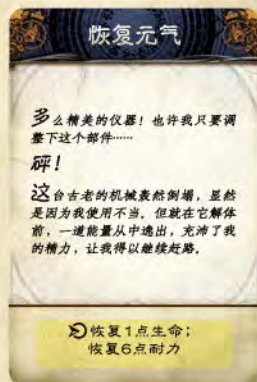 恢复元气
多么精美的仪器！也许我只要调
整下这个部件……
砰！
这台古老的机械轰然倒塌，显然
是因为我使用不当。但就在它解体
前，一道能量从中逸出，充沛了我
的精力，让我得以继续赶路。
恢复1点生命；
恢复6点耐力